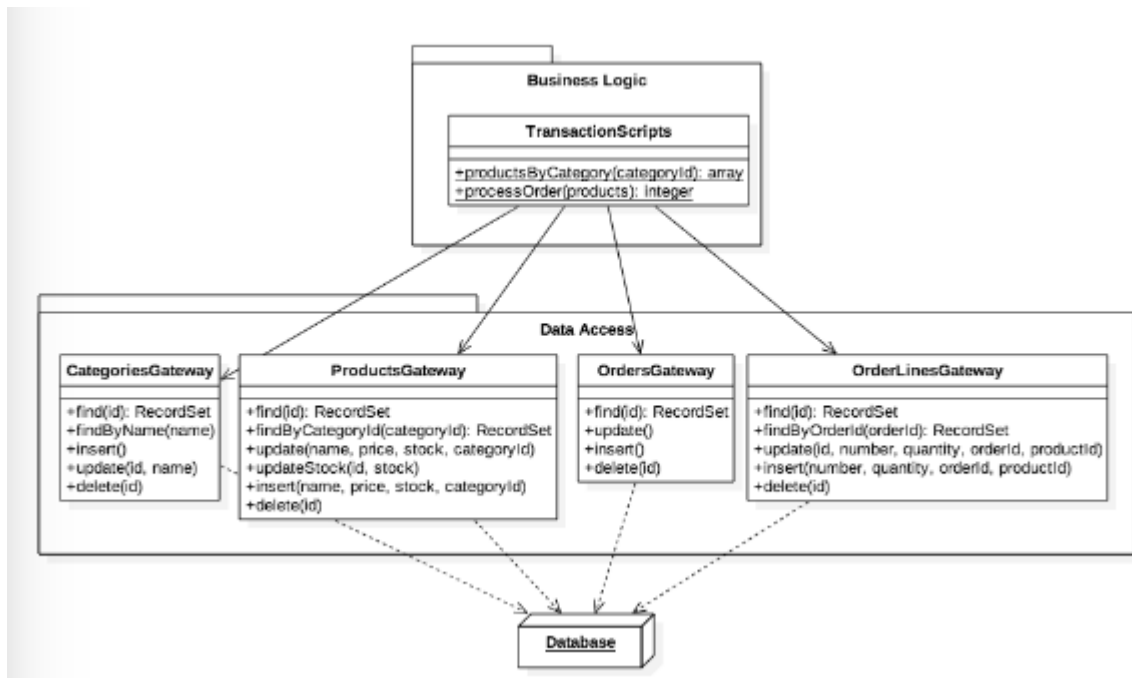 Business Logic
TransactionScripts
+productsByCategory(categoryId): array
+processOrder(products): integer
Data Access
CategoriesGateway
+find(id): RecordSet
+findByName(name)
+insert()
+update(id, name)
+delete(id)
ProductsGateway
+find(id): RecordSet
+findByCategoryId(categoryId): RecordSet
+update(name, price, stock, categoryId)
+updateStock(id, stock)
+insert(name, price, stock, categoryId)
+delete(id)
OrdersGateway
+find(id): RecordSet
+update()
+insert()
+delete(id)
OrderLinesGateway
+find(id): RecordSet
+findByOrderId(orderId): RecordSet
+update(id, number, quantity, orderId, productId)
+insert(number, quantity, orderId, productId)
+delete(id)
Database